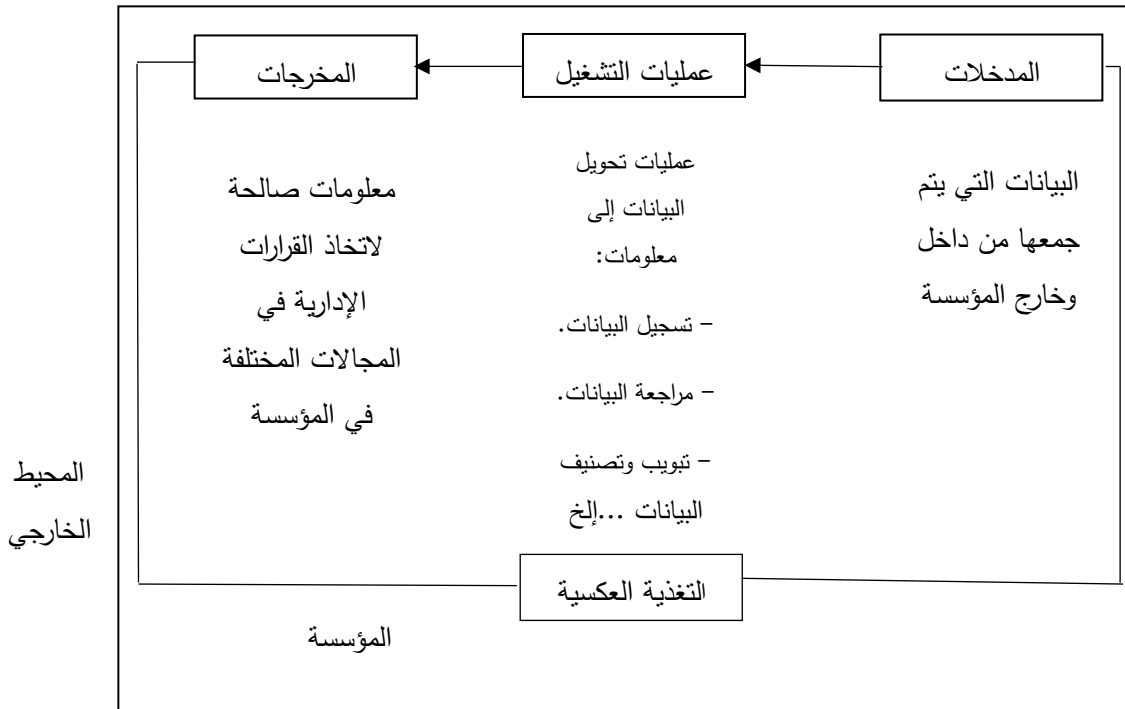 المدخلات
عمليات التشغيل
المخرجات
البيانات التي يتم
جمعها من داخل
وخارج المؤسسة
عمليات تحويل
البيانات إلى
معلومات:
– تسجيل البيانات.
– مراجعة البيانات.
– تبويب وتصنيف
البيانات ...إلخ
معلومات صالحة
لاتخاذ القرارات
الإدارية في
المجالات المختلفة
في المؤسسة
التغذية العكسية
المؤسسة
المحيط
الخارجي